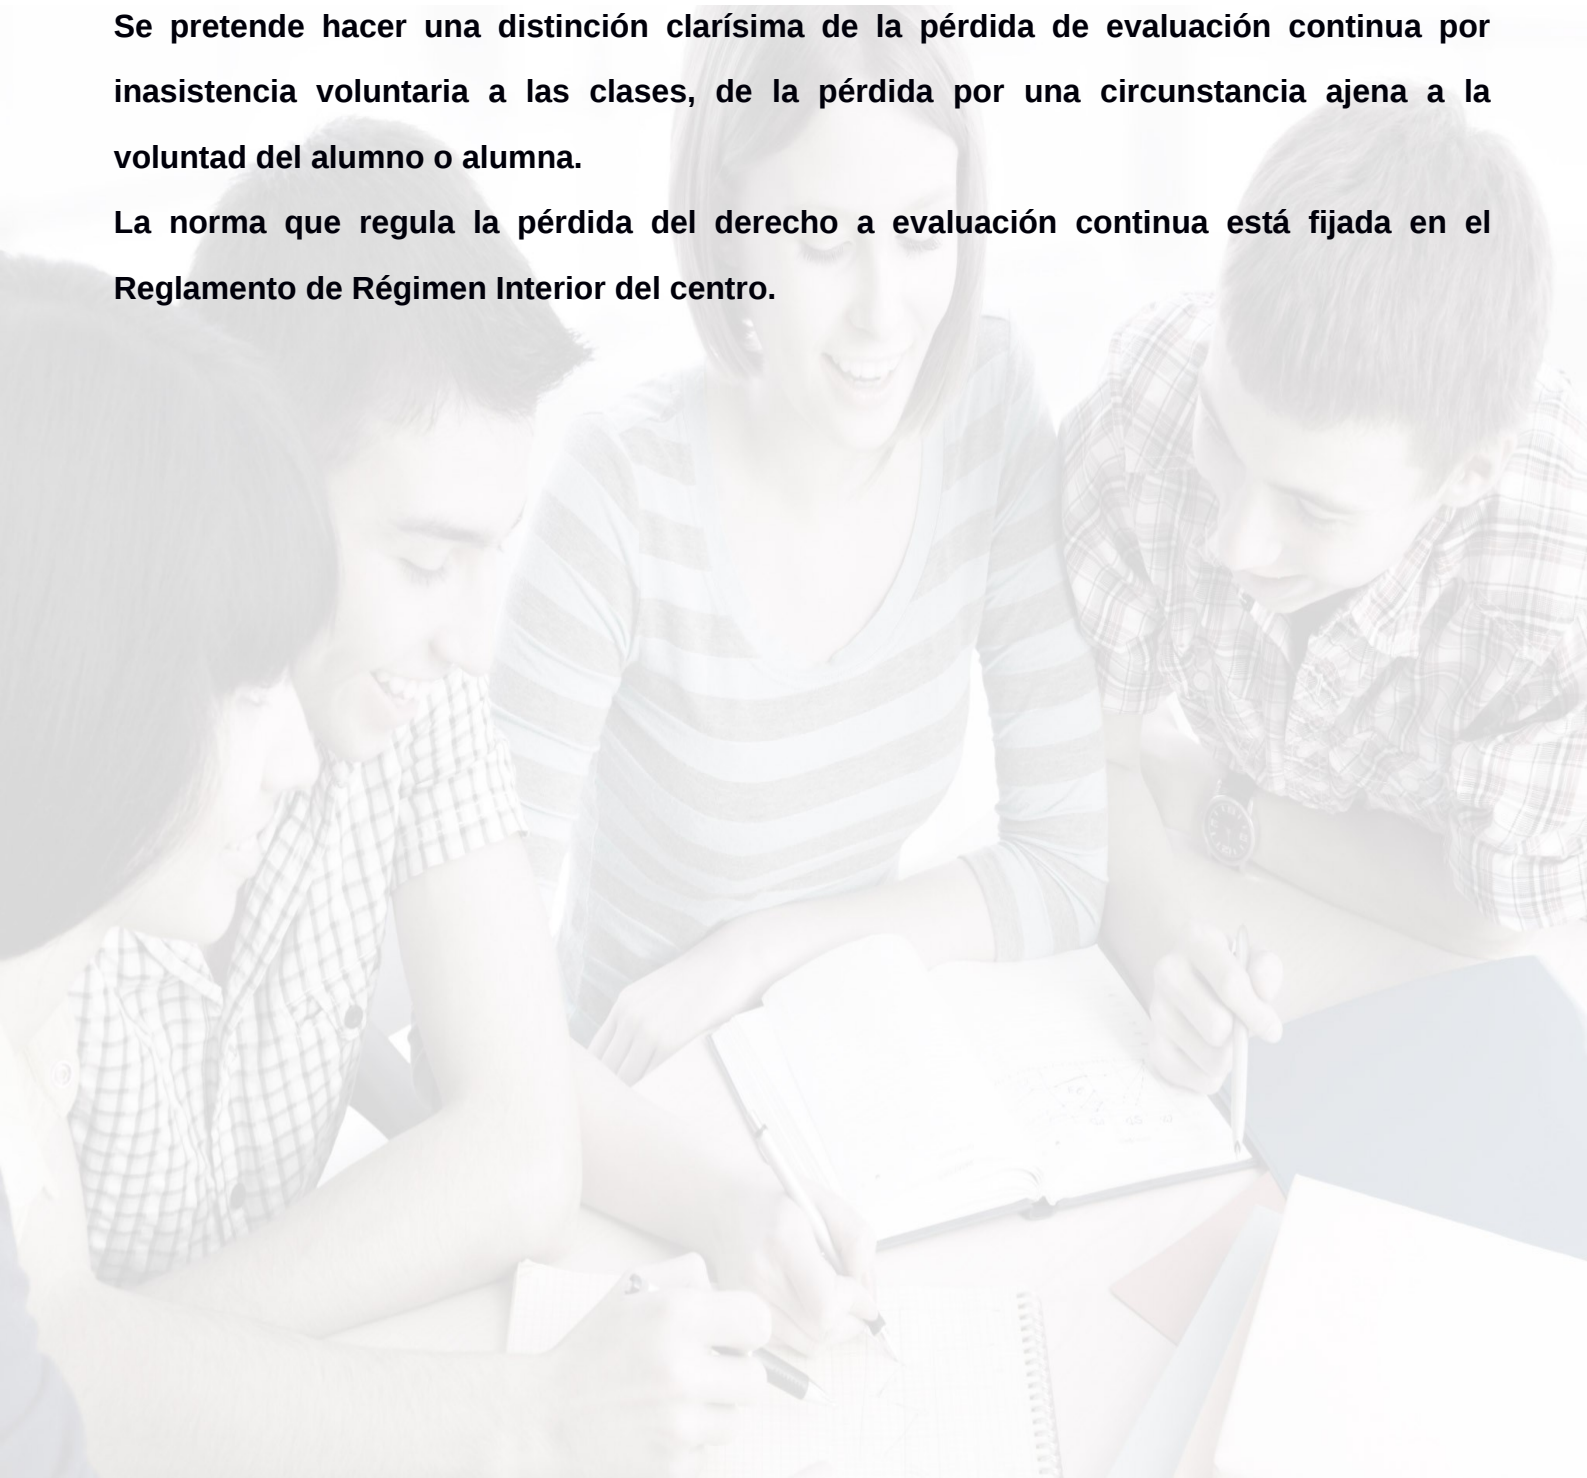 Se pretende hacer una distinción clarísima de la pérdida de evaluación continua por
inasistencia voluntaria a las clases, de la pérdida por una circunstancia ajena a la
voluntad del alumno o alumna.
La norma que regula la pérdida del derecho a evaluación continua está fijada en el
Reglamento de Régimen Interior del centro.